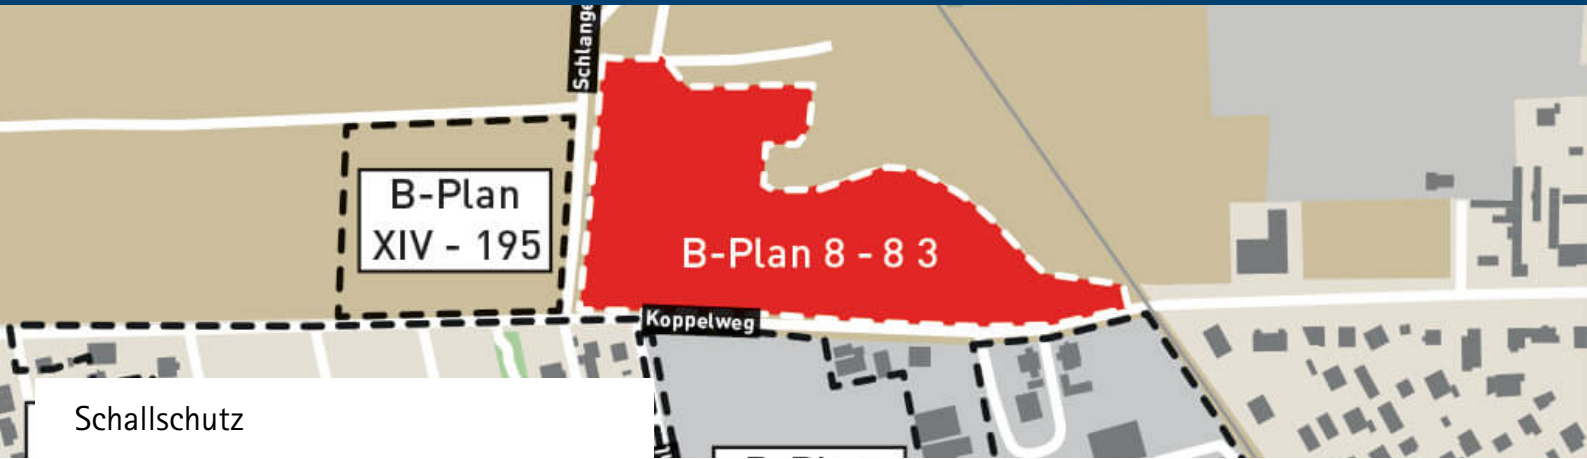 Schlange
B-Plan
XIV - 195
B-Plan 8 - 8 3
Koppelweg
Schallschutz